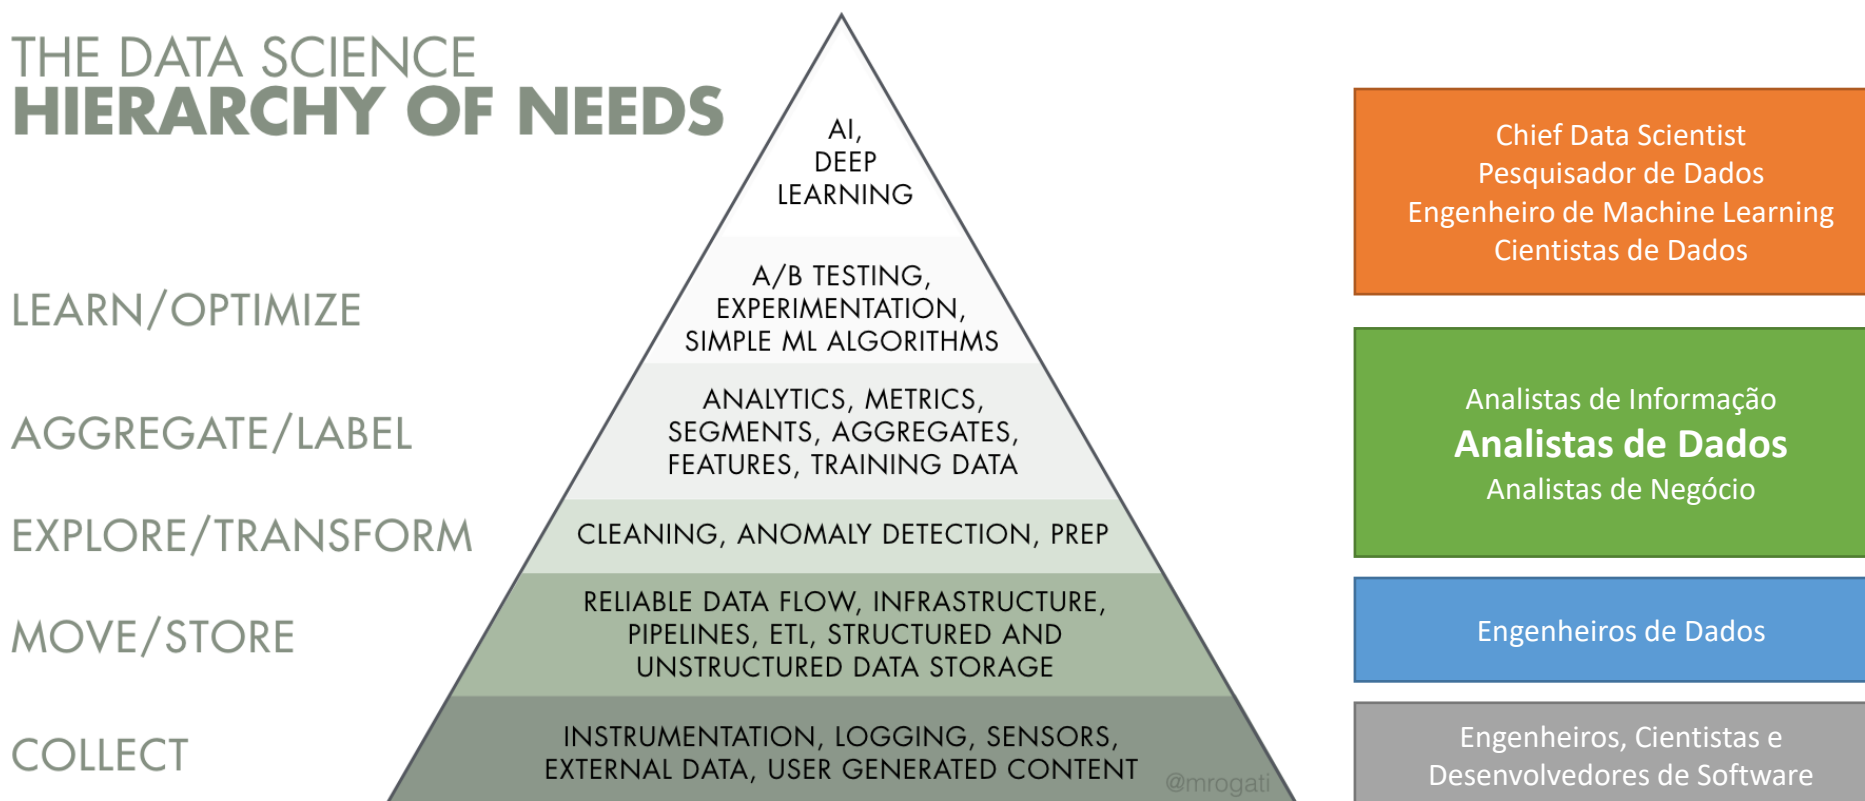 THE DATA SCIENCE
HIERARCHY OF NEEDS
AI,
DEEP
LEARNING
LEARN/OPTIMIZE
A/B TESTING,
EXPERIMENTATION,
SIMPLE ML ALGORITHMS
AGGREGATE/LABEL
ANALYTICS, METRICS,
SEGMENTS, AGGREGATES,
FEATURES, TRAINING DATA
EXPLORE/TRANSFORM
CLEANING, ANOMALY DETECTION, PREP
MOVE/STORE
RELIABLE DATA FLOW, INFRASTRUCTURE,
PIPELINES, ETL, STRUCTURED AND
UNSTRUCTURED DATA STORAGE
COLLECT
INSTRUMENTATION, LOGGING, SENSORS,
EXTERNAL DATA, USER GENERATED CONTENT
@mrogati
Chief Data Scientist
Pesquisador de Dados
Engenheiro de Machine Learning
Cientistas de Dados
Analistas de Informação
Analistas de Dados
Analistas de Negócio
Engenheiros de Dados
Engenheiros, Cientistas e
Desenvolvedores de Software